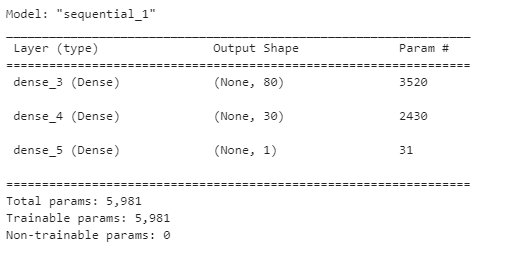 Model: "sequential_1"
Layer (type) Output Shape Param #
dense_3 (Dense) (None, 80) 3520
dense_4 (Dense) (None, 30) 2430
dense_5 (Dense) (None, 1) 31
Total params: 5,981
Trainable params: 5,981
Non-trainable params: 0